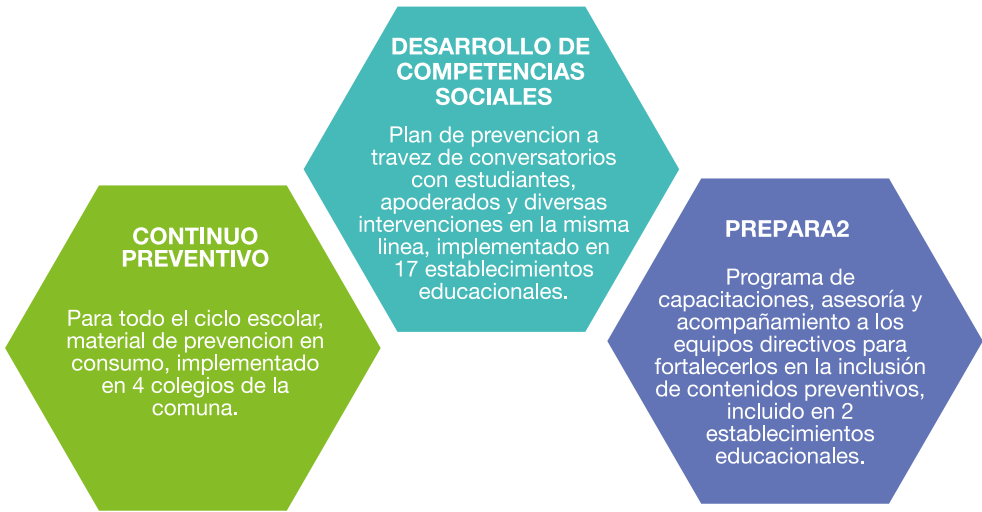 CONTINUO
PREVENTIVO
Para todo el ciclo escolar,
material de prevencion en
consumo, implementado
en 4 colegios de la
comuna.
DESARROLLO DE
COMPETENCIAS
SOCIALES
Plan de prevencion a
travez de conversatorios
con estudiantes,
apoderados y diversas
intervenciones en la misma
linea, implementado en
17 establecimientos
educacionales.
PREPARA2
Programa de
capacitaciones, asesoría y
acompañamiento a los
equipos directivos para
fortalecerlos en la inclusión
de contenidos preventivos,
incluido en 2
establecimientos
educacionales.